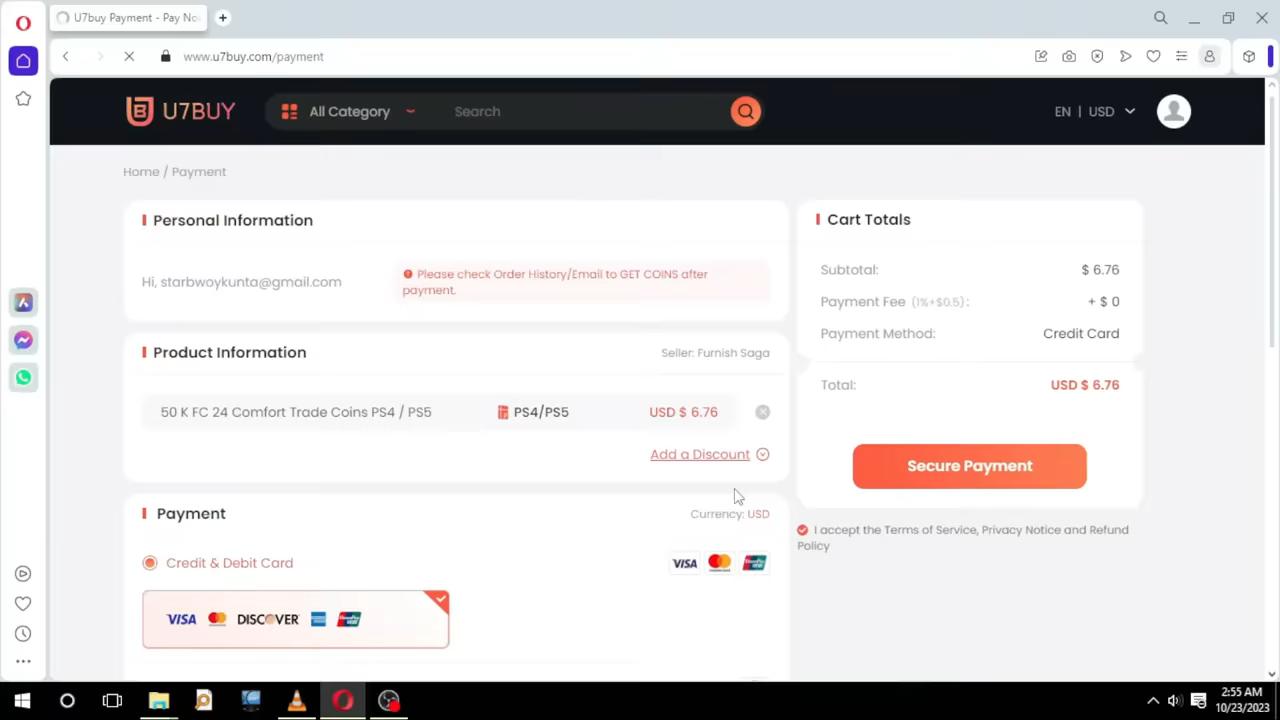 U7buy Payment - Pay No
www.u7buy.com/payment
U7BUY
All Category
Search
EN | USD
Home / Payment
Personal Information
Hi, starbwoykunta@gmail.com
Please check Order History/Email to GET COINS after
payment.
Product Information
Seller: Furnish Saga
50 K FC 24 Comfort Trade Coins PS4 / PS5
PS4/PS5
USD $ 6.76
Add a Discount
Payment
Currency: USD
Credit & Debit Card
VISA
VISA
DISCOVER
Cart Totals
Subtotal:
$ 6.76
Payment Fee (1%+$0.5):
+ $ 0
Payment Method:
Credit Card
Total:
USD $ 6.76
Secure Payment
I accept the Terms of Service, Privacy Notice and Refund
Policy
2:55 AM
10/23/2023